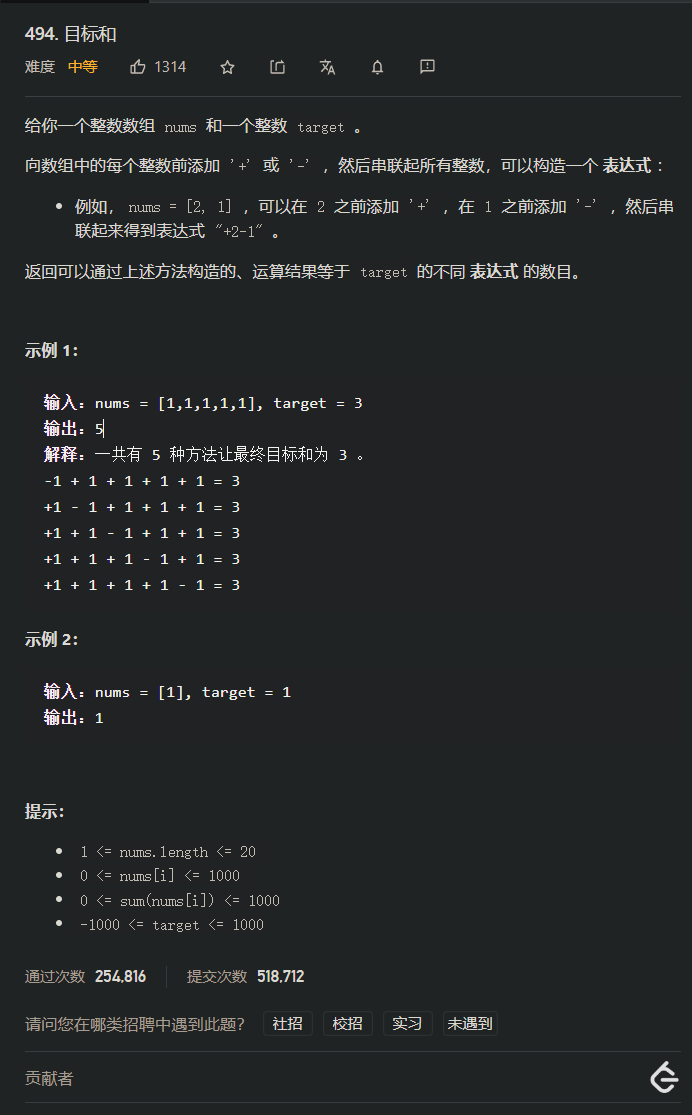 494. 目标和
难度 中等 1314
给你一个整数数组 nums 和一个整数 target 。
向数组中的每个整数前添加 '+' 或 '-' ，然后串联起所有整数，可以构造一个 表达式 ：
例如， nums = [2, 1] ，可以在 2 之前添加 '+' ，在 1 之前添加 '-' ，然后串
联起来得到表达式 "+2-1" 。
返回可以通过上述方法构造的、运算结果等于 target 的不同 表达式 的数目。
示例 1：
输入：nums = [1,1,1,1,1], target = 3
输出：5
解释：一共有 5 种方法让最终目标和为 3 。
-1 + 1 + 1 + 1 + 1 = 3
+1 - 1 + 1 + 1 + 1 = 3
+1 + 1 - 1 + 1 + 1 = 3
+1 + 1 + 1 - 1 + 1 = 3
+1 + 1 + 1 + 1 - 1 = 3
示例 2：
输入：nums = [1], target = 1
输出：1
提示：
1 <= nums.length <= 20
0 <= nums[i] <= 1000
0 <= sum(nums[i]) <= 1000
-1000 <= target <= 1000
通过次数 254,816 提交次数 518,712
请问您在哪类招聘中遇到此题？ 社招 校招 实习 未遇到
贡献者